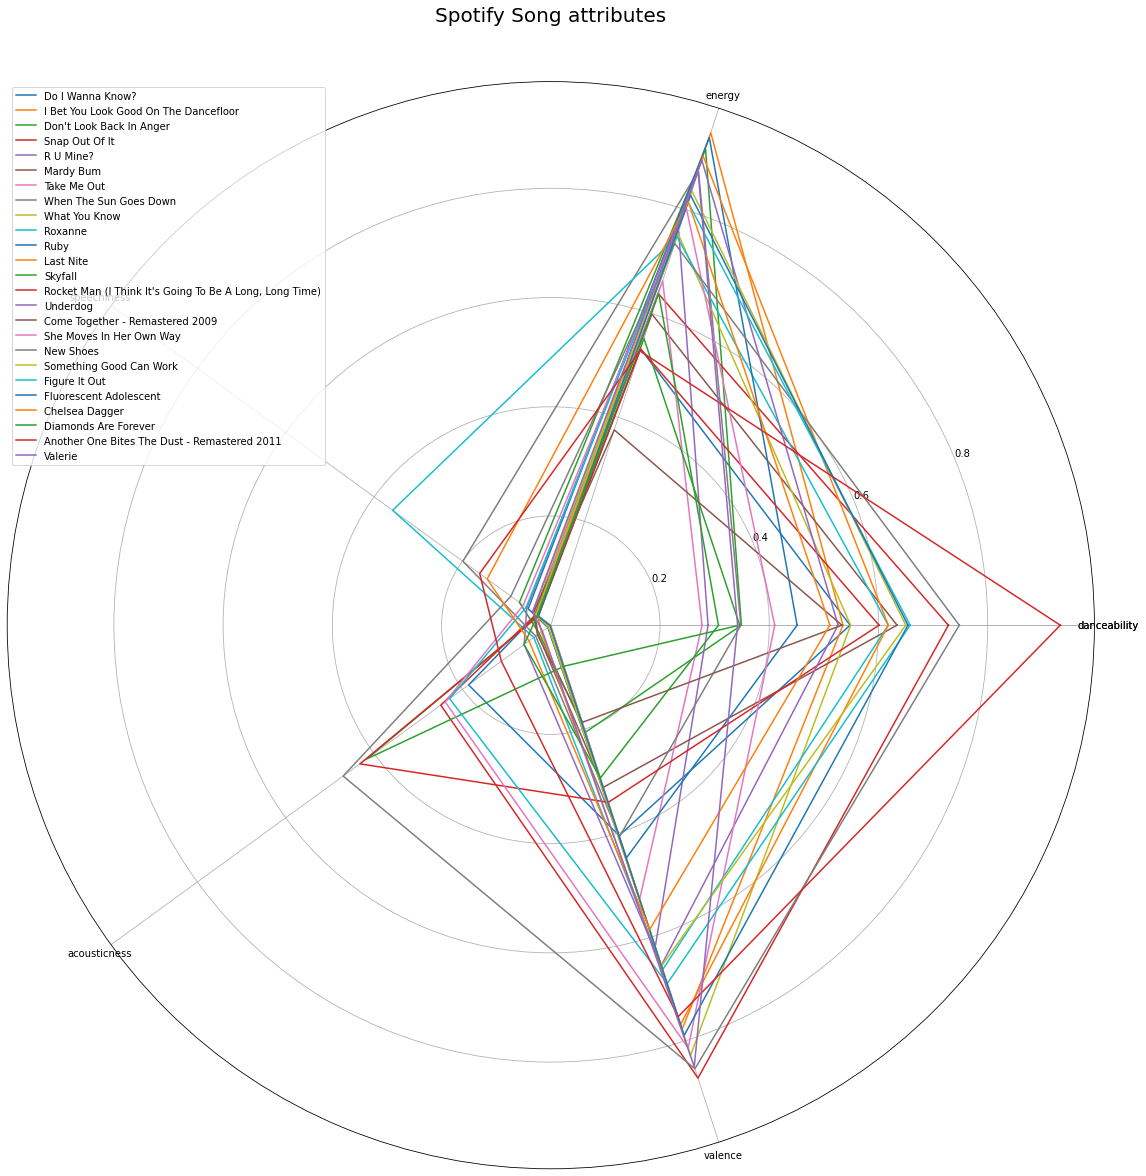 Spotify Song attributes
energy
Do I Wanna Know?
I Bet You Look Good On The Dancefloor
Don't Look Back In Anger
Snap Out Of It
R U Mine?
Mardy Bum
Take Me Out
When The Sun Goes Down
What You Know
Roxanne
Ruby
Last Nite
Skyfall
Rocket Man (I Think It's Going To Be A Long, Long Time)
Underdog
Come Together - Remastered 2009
She Moves In Her Own Way
New Shoes
Something Good Can Work
Figure It Out
Fluorescent Adolescent
Chelsea Dagger
Diamonds Are Forever
Another One Bites The Dust - Remastered 2011
Valerie
speechiness
0.8
0.6
0.4
0.2
danceability
acousticness
valence